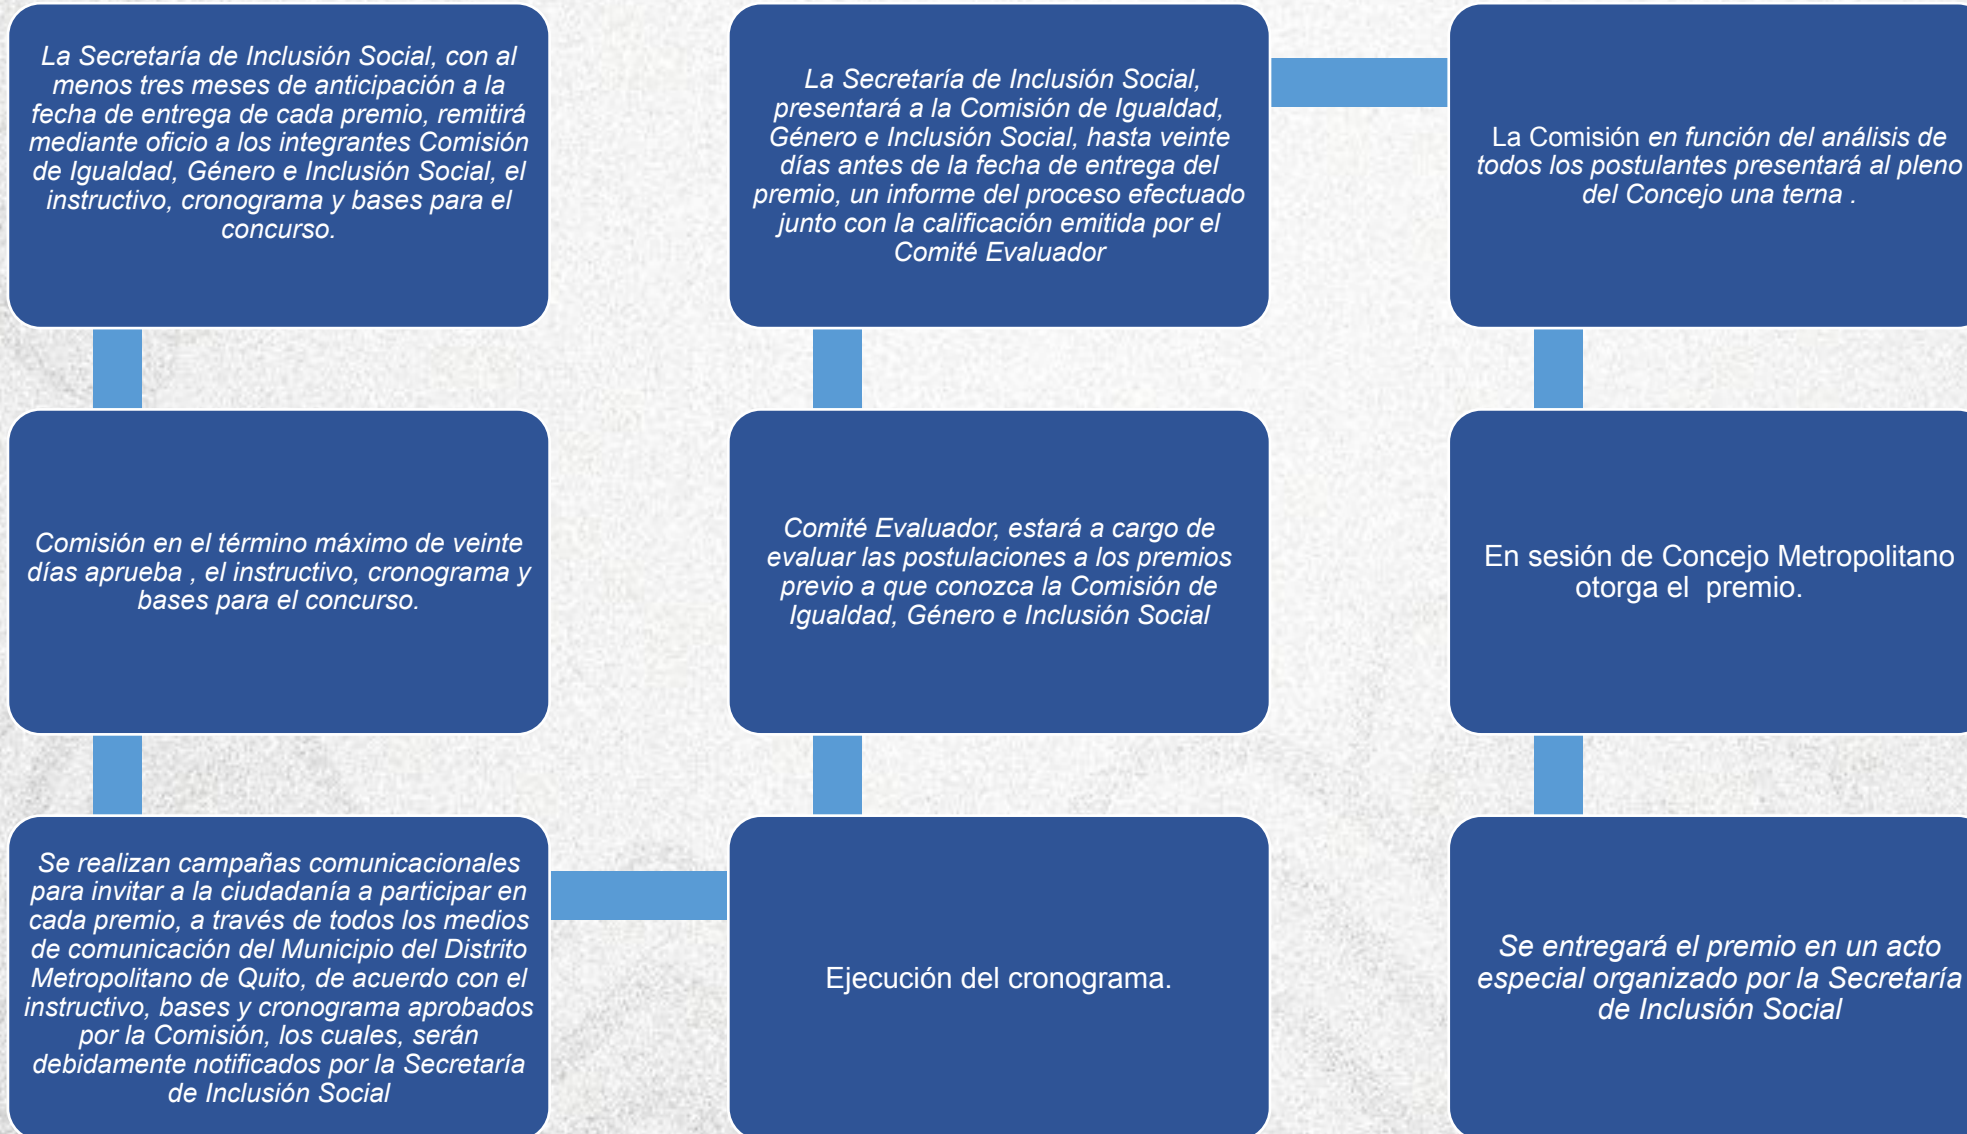 La Secretaría de Inclusión Social, con al
menos tres meses de anticipación a la
fecha de entrega de cada premio, remitirá
mediante oficio a los integrantes Comisión
de Igualdad, Género e Inclusión Social, el
instructivo, cronograma y bases para el
concurso.
Comisión en el término máximo de veinte
días aprueba , el instructivo, cronograma y
bases para el concurso.
Se realizan campañas comunicacionales
para invitar a la ciudadanía a participar en
cada premio, a través de todos los medios
de comunicación del Municipio del Distrito
Metropolitano de Quito, de acuerdo con el
instructivo, bases y cronograma aprobados
por la Comisión, los cuales, serán
debidamente notificados por la Secretaría
de Inclusión Social
Ejecución del cronograma.
Comité Evaluador, estará a cargo de
evaluar las postulaciones a los premios
previo a que conozca la Comisión de
Igualdad, Género e Inclusión Social
La Secretaría de Inclusión Social,
presentará a la Comisión de Igualdad,
Género e Inclusión Social, hasta veinte
días antes de la fecha de entrega del
premio, un informe del proceso efectuado
junto con la calificación emitida por el
Comité Evaluador
La Comisión en función del análisis de
todos los postulantes presentará al pleno
del Concejo una terna .
En sesión de Concejo Metropolitano
otorga el  premio.
Se entregará el premio en un acto
especial organizado por la Secretaría
de Inclusión Social